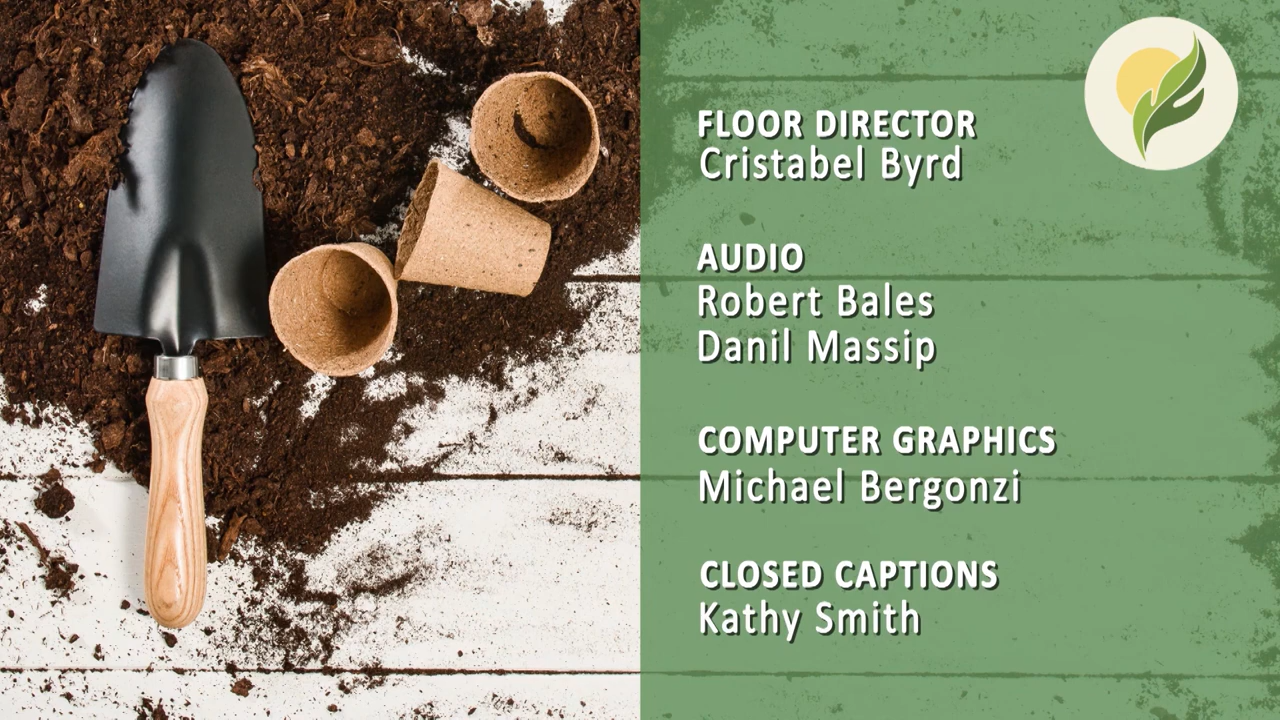 FLOOR DIRECTOR
Cristabel Byrd
AUDIO
Robert Bales
Danil Massip
COMPUTER GRAPHICS
Michael Bergonzi
CLOSED CAPTIONS
Kathy Smith